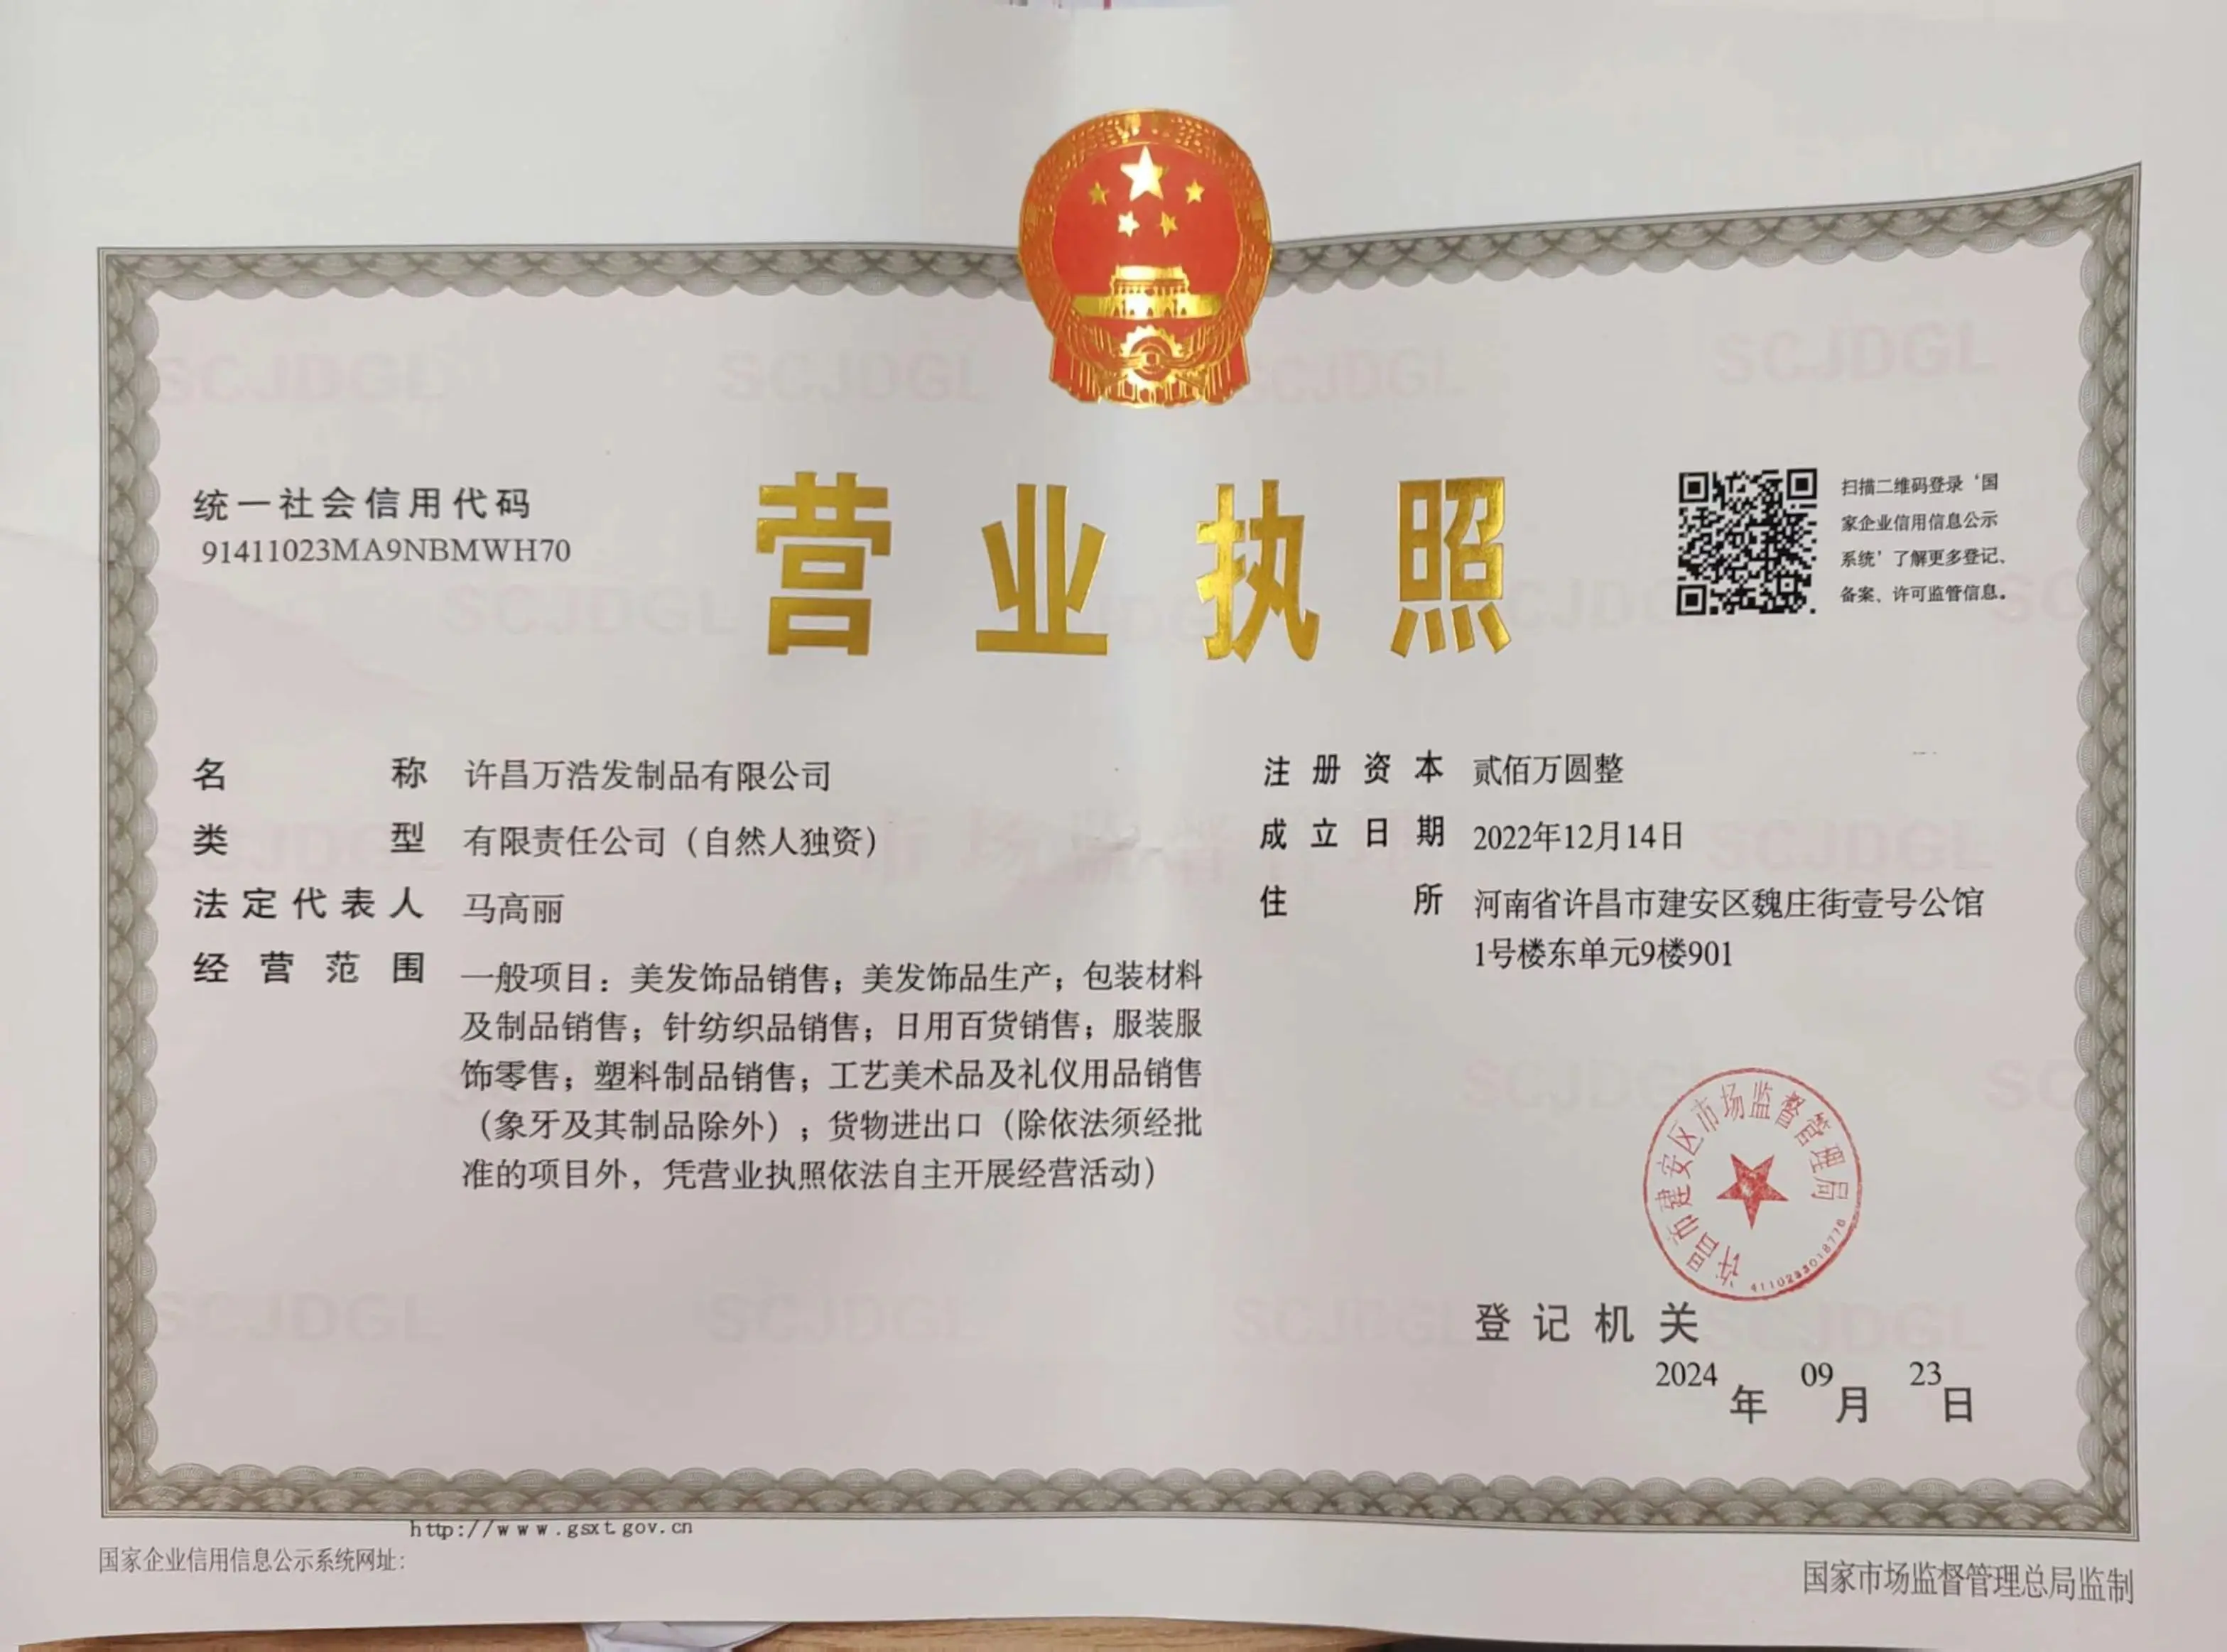 统一社会信用代码
91411023MA9NBMWH70
营业执照
扫描二维码登录‘国
家企业信用信息公示
系统’了解更多登记、
备案、许可监管信息。
名称 许昌万浩发制品有限公司
类型 有限责任公司（自然人独资）
法定代表人 马高丽
经营范围 一般项目：美发饰品销售；美发饰品生产；包装材料
及制品销售；针纺织品销售；日用百货销售；服装服
饰零售；塑料制品销售；工艺美术品及礼仪用品销售
（象牙及其制品除外）；货物进出口（除依法须经批
准的项目外，凭营业执照依法自主开展经营活动）
注册资本 贰佰万圆整
成立日期 2022年12月14日
住所 河南省许昌市建安区魏庄街壹号公馆
1号楼东单元9楼901
许昌市建安区市场监督管理局
4110233018776
登记机关
2024年09月23日
http://www.gsxt.gov.cn
国家企业信用信息公示系统网址：
国家市场监督管理总局监制
SCJDGL